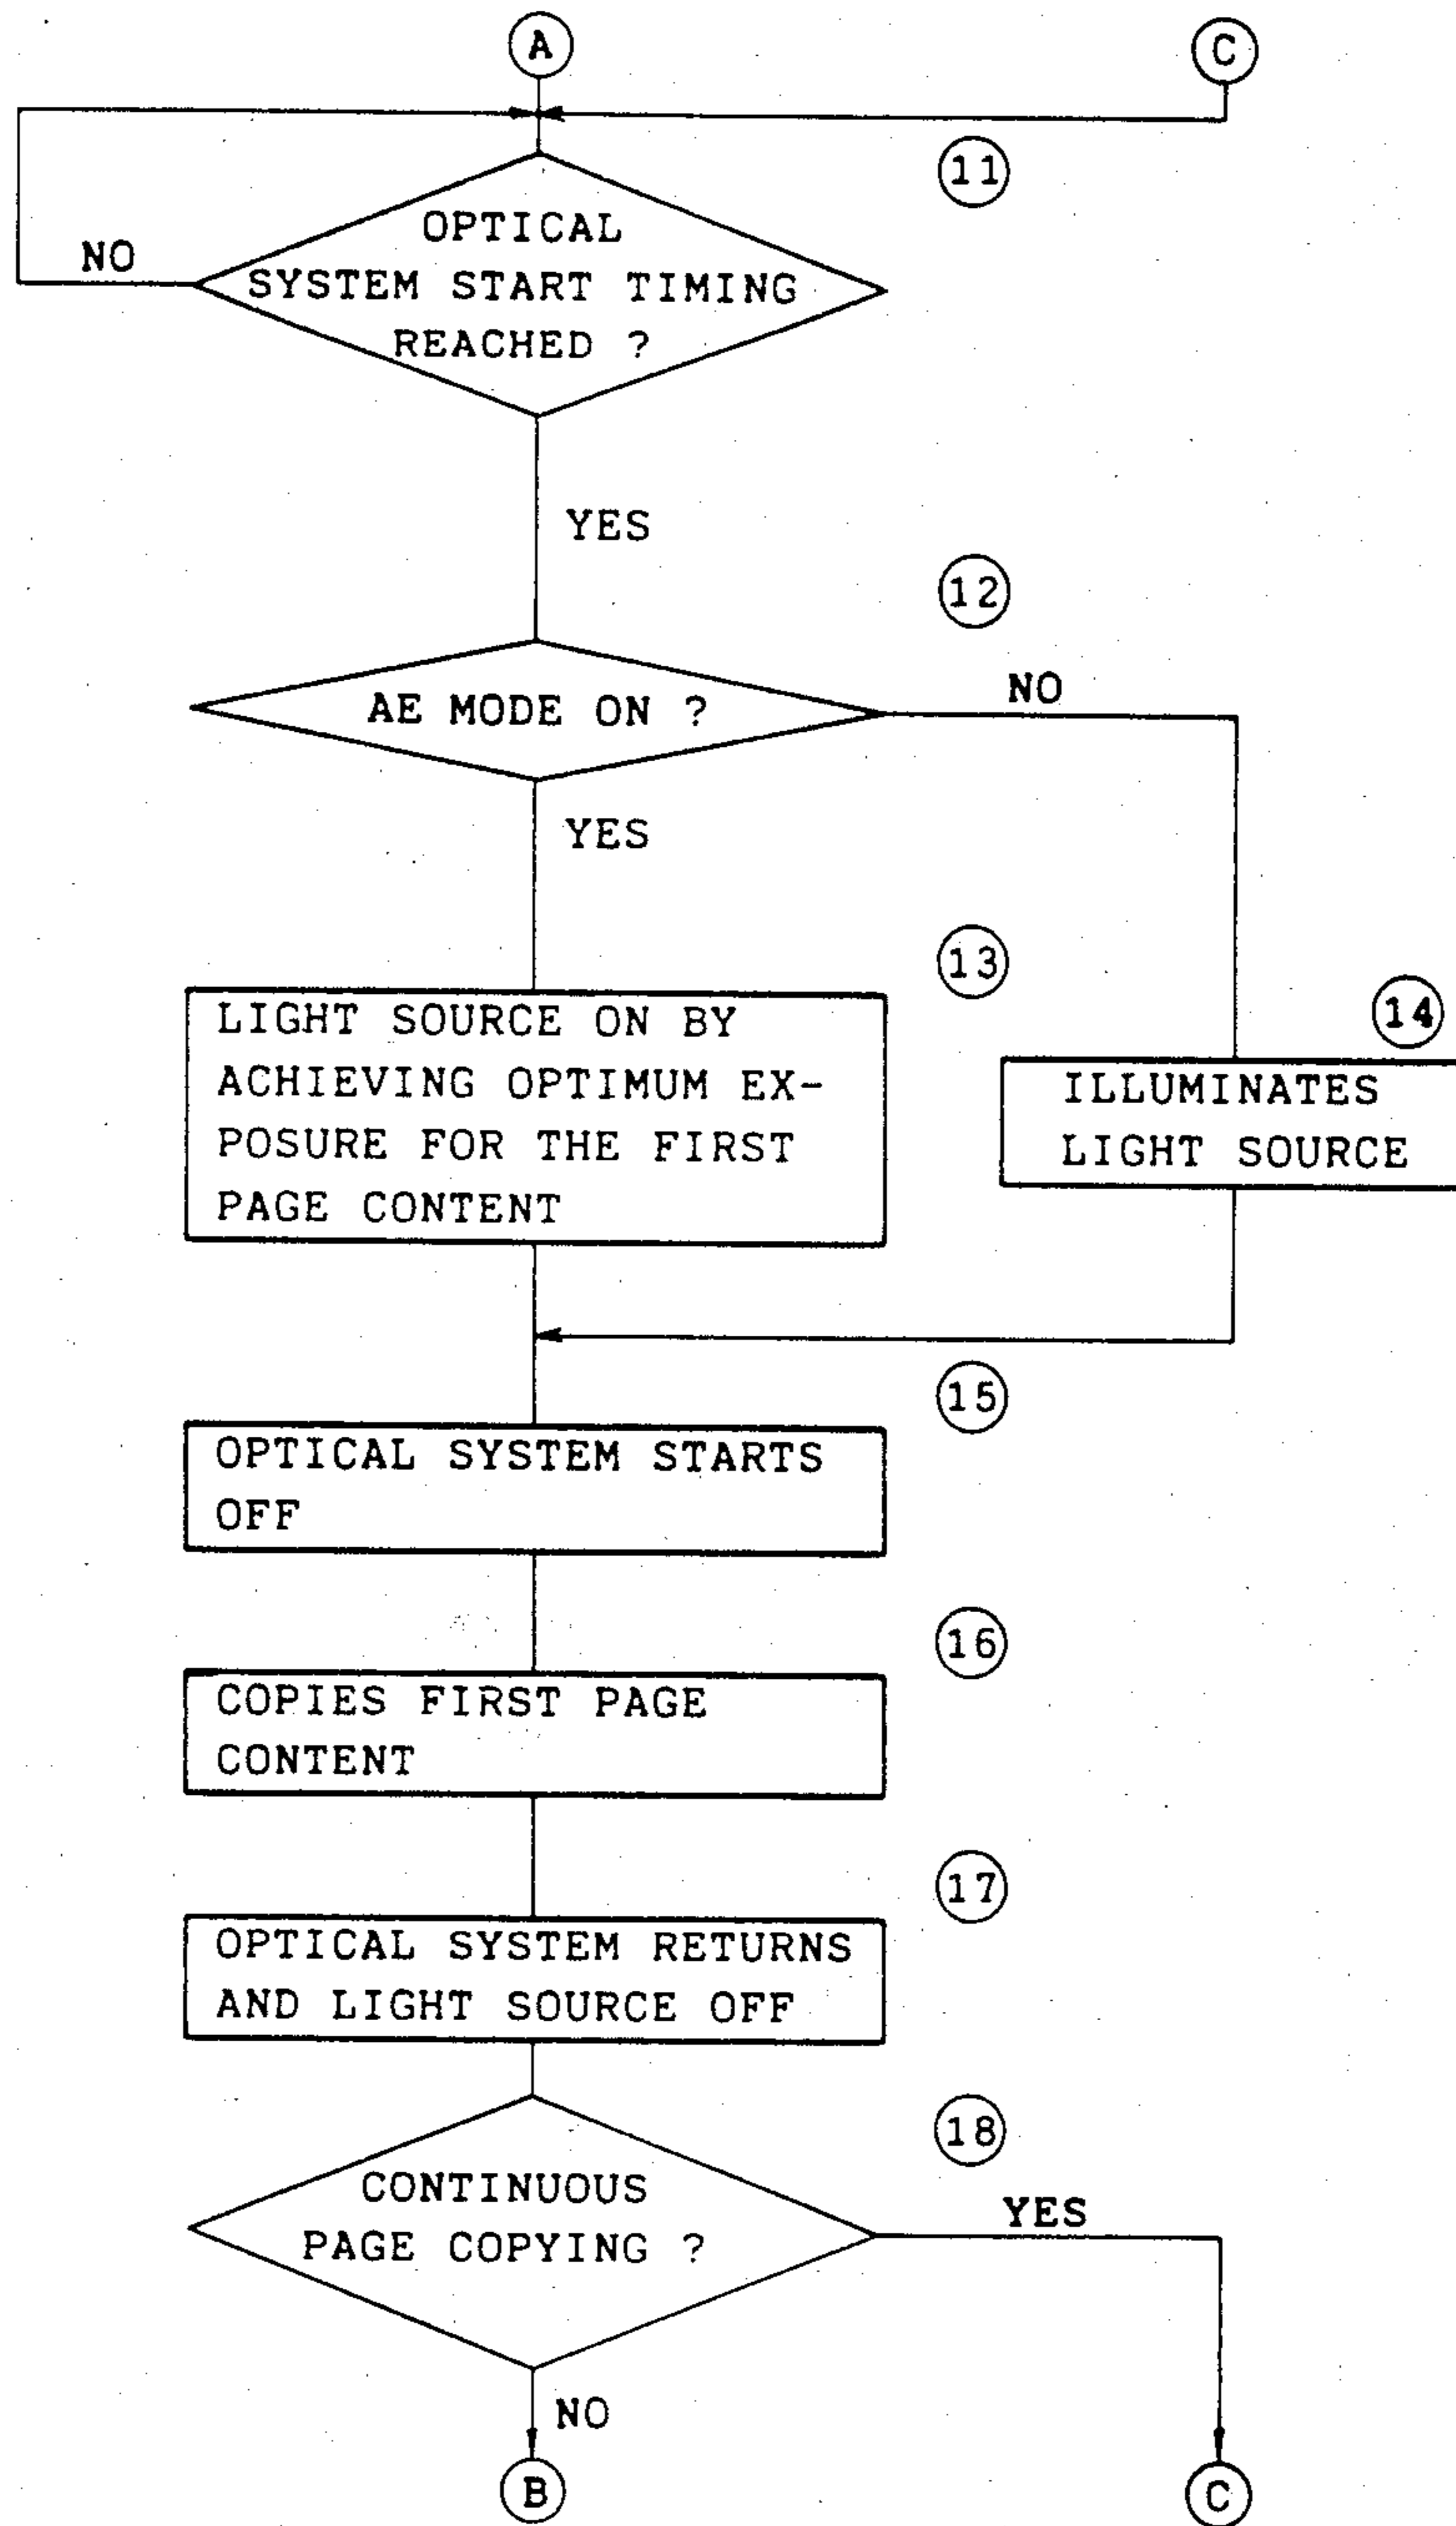 A
C
11
OPTICAL
SYSTEM START TIMING
REACHED ?
NO
YES
12
AE MODE ON ?
NO
YES
13
LIGHT SOURCE ON BY
ACHIEVING OPTIMUM EX-
POSURE FOR THE FIRST
PAGE CONTENT
14
ILLUMINATES
LIGHT SOURCE
15
OPTICAL SYSTEM STARTS
OFF
16
COPIES FIRST PAGE
CONTENT
17
OPTICAL SYSTEM RETURNS
AND LIGHT SOURCE OFF
18
CONTINUOUS
PAGE COPYING ?
YES
NO
B
C